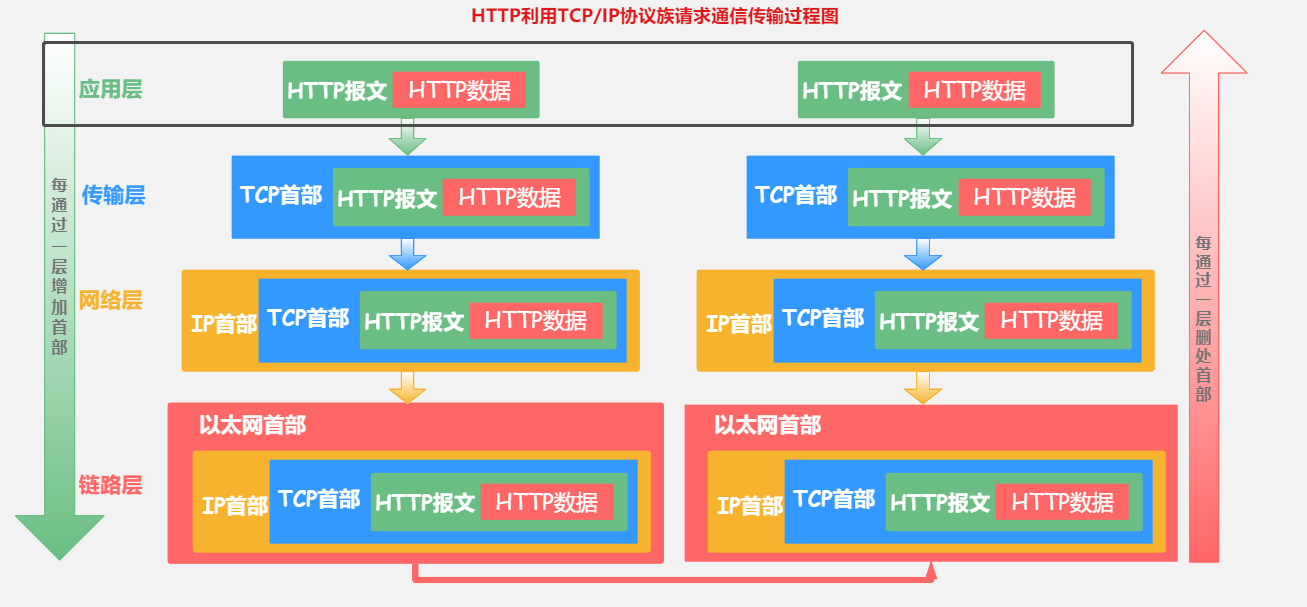 HTTP利用TCP/IP协议族请求通信传输过程图
应用层
HTTP报文 HTTP数据
HTTP报文 HTTP数据
传输层
TCP首部 HTTP报文 HTTP数据
TCP首部 HTTP报文 HTTP数据
每通过一层增加首部
每通过一层删处首部
网络层
IP首部 TCP首部 HTTP报文 HTTP数据
IP首部 TCP首部 HTTP报文 HTTP数据
以太网首部
以太网首部
链路层
IP首部 TCP首部 HTTP报文 HTTP数据
IP首部 TCP首部 HTTP报文 HTTP数据